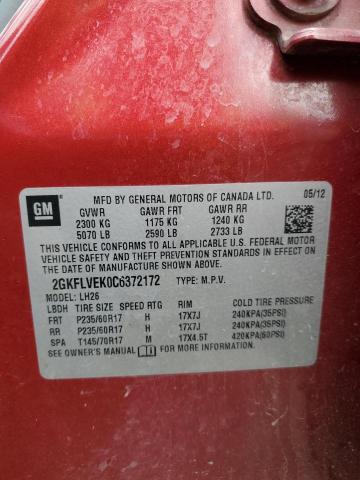 GM
MFD BY GENERAL MOTORS OF CANADA LTD. 05/12
GVWR GAWR FRT GAWR RR
2300 KG 1175 KG 1240 KG
5070 LB 2590 LB 2733 LB
THIS VEHICLE CONFORMS TO ALL APPLICABLE U.S. FEDERAL MOTOR
VEHICLE SAFETY AND THEFT PREVENTION STANDARDS IN EFFECT ON THE
DATE OF MANUFACTURE SHOWN ABOVE.
2GKFLVEK0C6372172 TYPE: M.P.V.
MODEL: LH26
LBDH TIRE SIZE SPEED RTG RIM COLD TIRE PRESSURE
FRT P235/60R17 H 17X7J 240KPA(35PSI)
RR P235/60R17 H 17X7J 240KPA(35PSI)
SPA T145/70R17 M 17X4.5T 420KPA(60PSI)
SEE OWNER'S MANUAL FOR MORE INFORMATION.